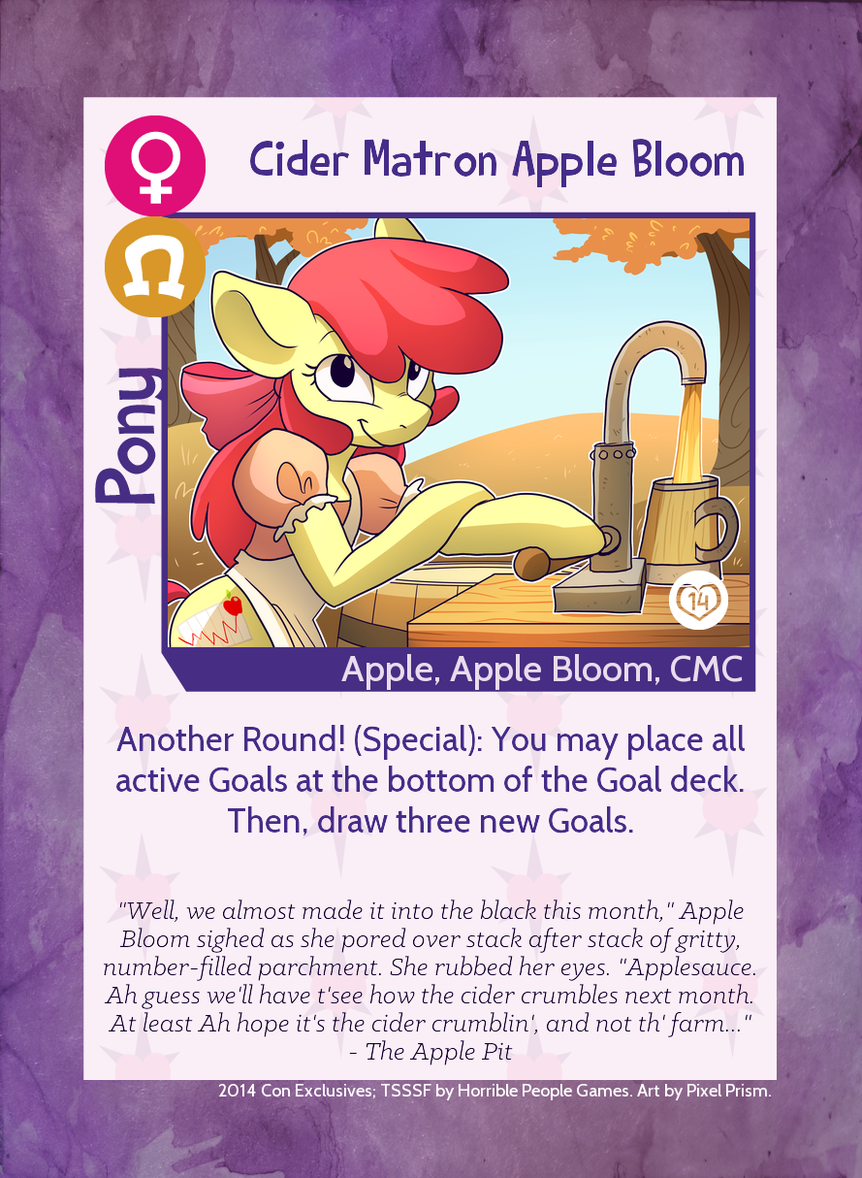 Cider Matron Apple Bloom
Pony
14
Apple, Apple Bloom, CMC
Another Round! (Special): You may place all
active Goals at the bottom of the Goal deck.
Then, draw three new Goals.
"Well, we almost made it into the black this month," Apple
Bloom sighed as she pored over stack after stack of gritty,
number-filled parchment. She rubbed her eyes. "Applesauce.
Ah guess we'll have t'see how the cider crumbles next month.
At least Ah hope it's the cider crumblin', and not th' farm..."
- The Apple Pit
2014 Con Exclusives; TSSSF by Horrible People Games. Art by Pixel Prism.